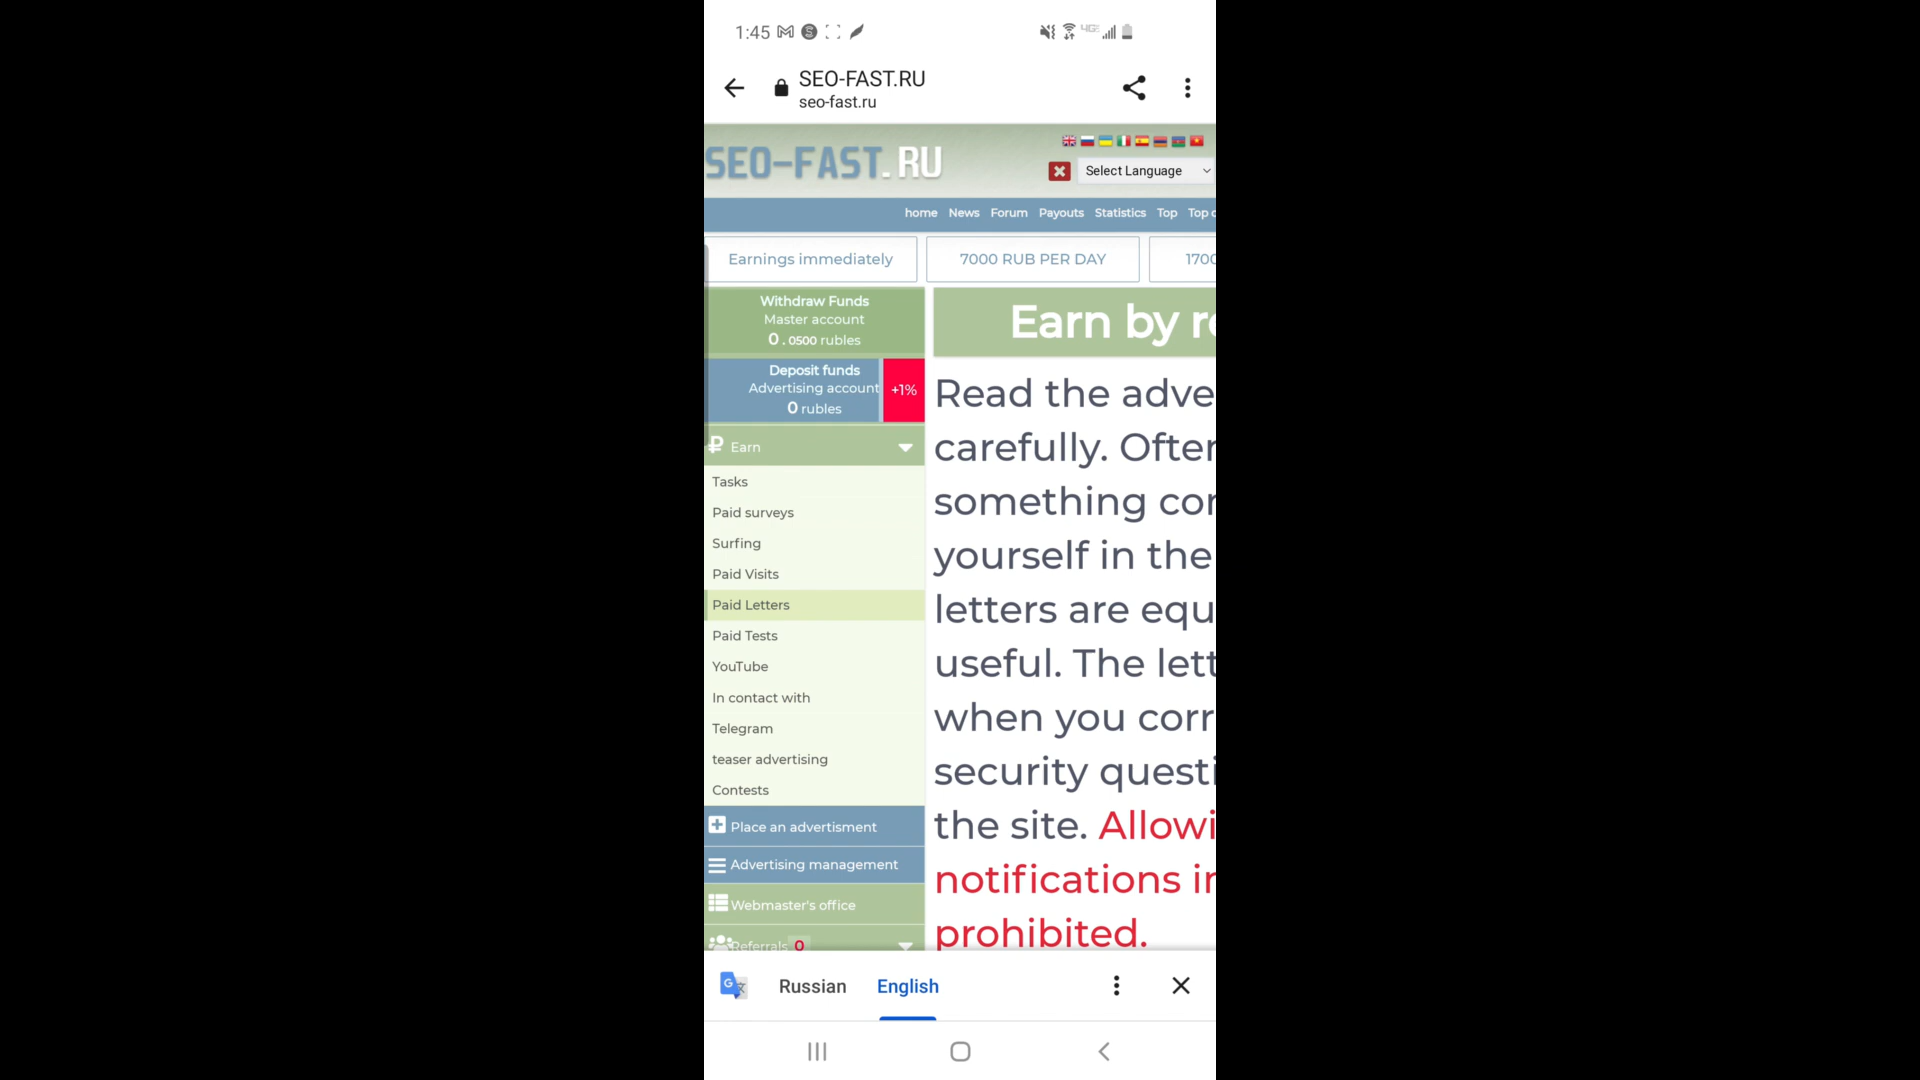 1:45
SEO-FAST.RU
seo-fast.ru
SEO-FAST.RU
Select Language
home News Forum Payouts Statistics Top Top
Earnings immediately
7000 RUB PER DAY
1700
Withdraw Funds
Master account
0.0500 rubles
Deposit funds
Advertising account
0 rubles
+1%
Earn
Tasks
Paid surveys
Surfing
Paid Visits
Paid Letters
Paid Tests
YouTube
In contact with
Telegram
teaser advertising
Contests
Place an advertisment
Advertising management
Webmaster's office
Referrals 0
Earn by
Read the adve
carefully. Often
something
yourself in the
letters are equ
useful. The lett
when you corr
security questi
the site. Allowi
notifications
prohibited.
Russian English